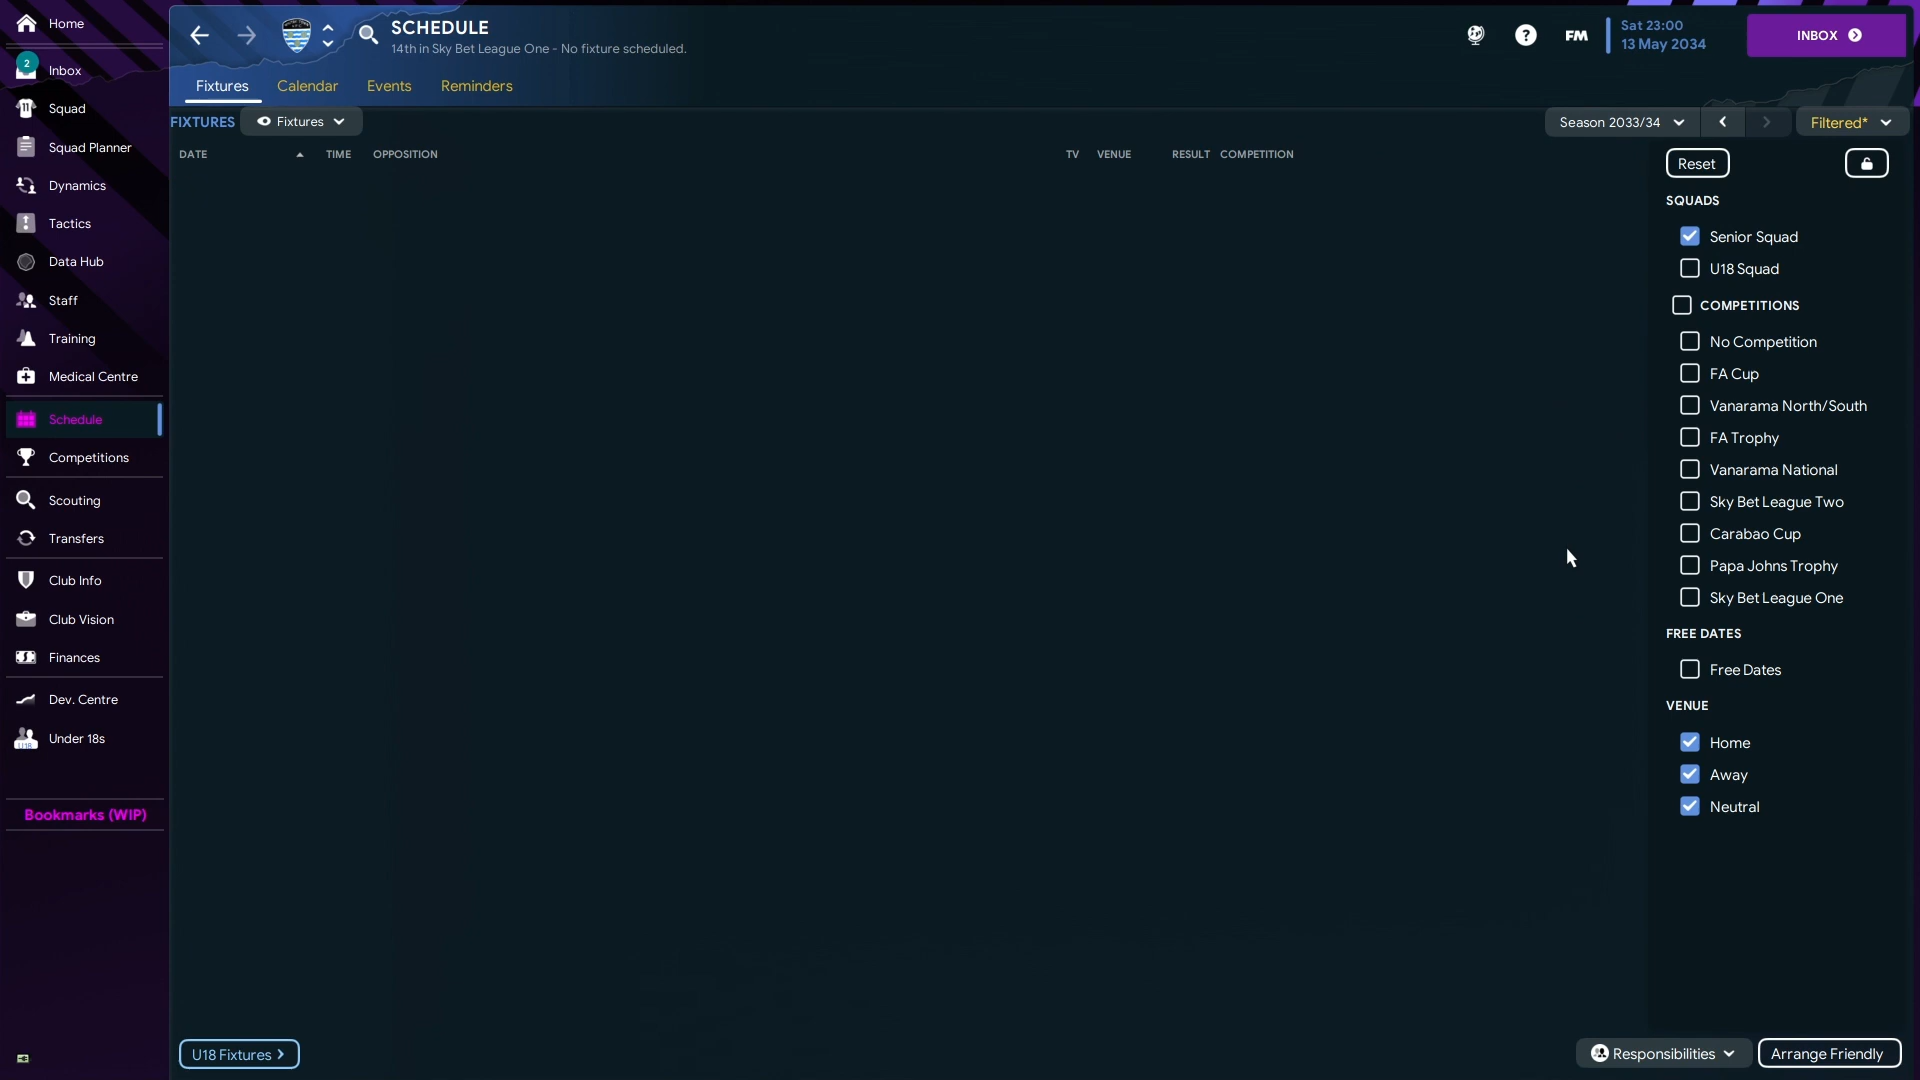 Home
2
Inbox
Squad
Squad Planner
Dynamics
Tactics
Data Hub
Staff
Training
Medical Centre
Schedule
Competitions
Scouting
Transfers
Club Info
Club Vision
Finances
Dev. Centre
Under 18s
Bookmarks (WIP)
SCHEDULE
14th in Sky Bet League One - No fixture scheduled.
? FM
Sat 23:00
13 May 2034
INBOX
Fixtures Calendar Events Reminders
FIXTURES Fixtures
Season 2033/34 Filtered*
DATE TIME OPPOSITION TV VENUE RESULT COMPETITION
Reset
SQUADS
Senior Squad
U18 Squad
COMPETITIONS
No Competition
FA Cup
Vanarama North/South
FA Trophy
Vanarama National
Sky Bet League Two
Carabao Cup
Papa Johns Trophy
Sky Bet League One
FREE DATES
Free Dates
VENUE
Home
Away
Neutral
U18 Fixtures
Responsibilities
Arrange Friendly